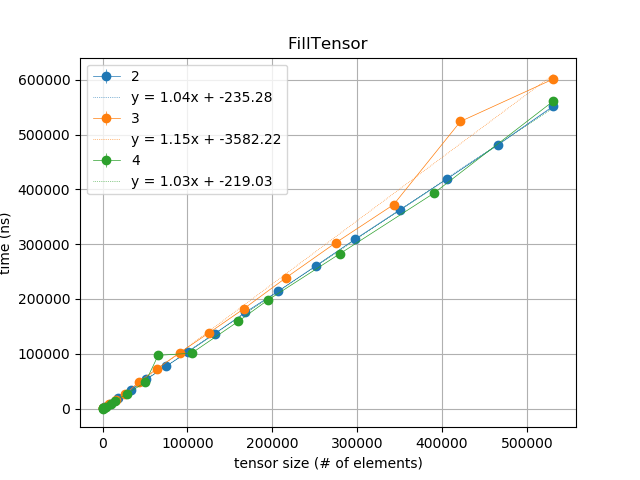 FillTensor
2
y = 1.04x + -235.28
3
y = 1.15x + -3582.22
4
y = 1.03x + -219.03
600000
500000
400000
300000
200000
100000
0
time (ns)
0 100000 200000 300000 400000 500000
tensor size (# of elements)